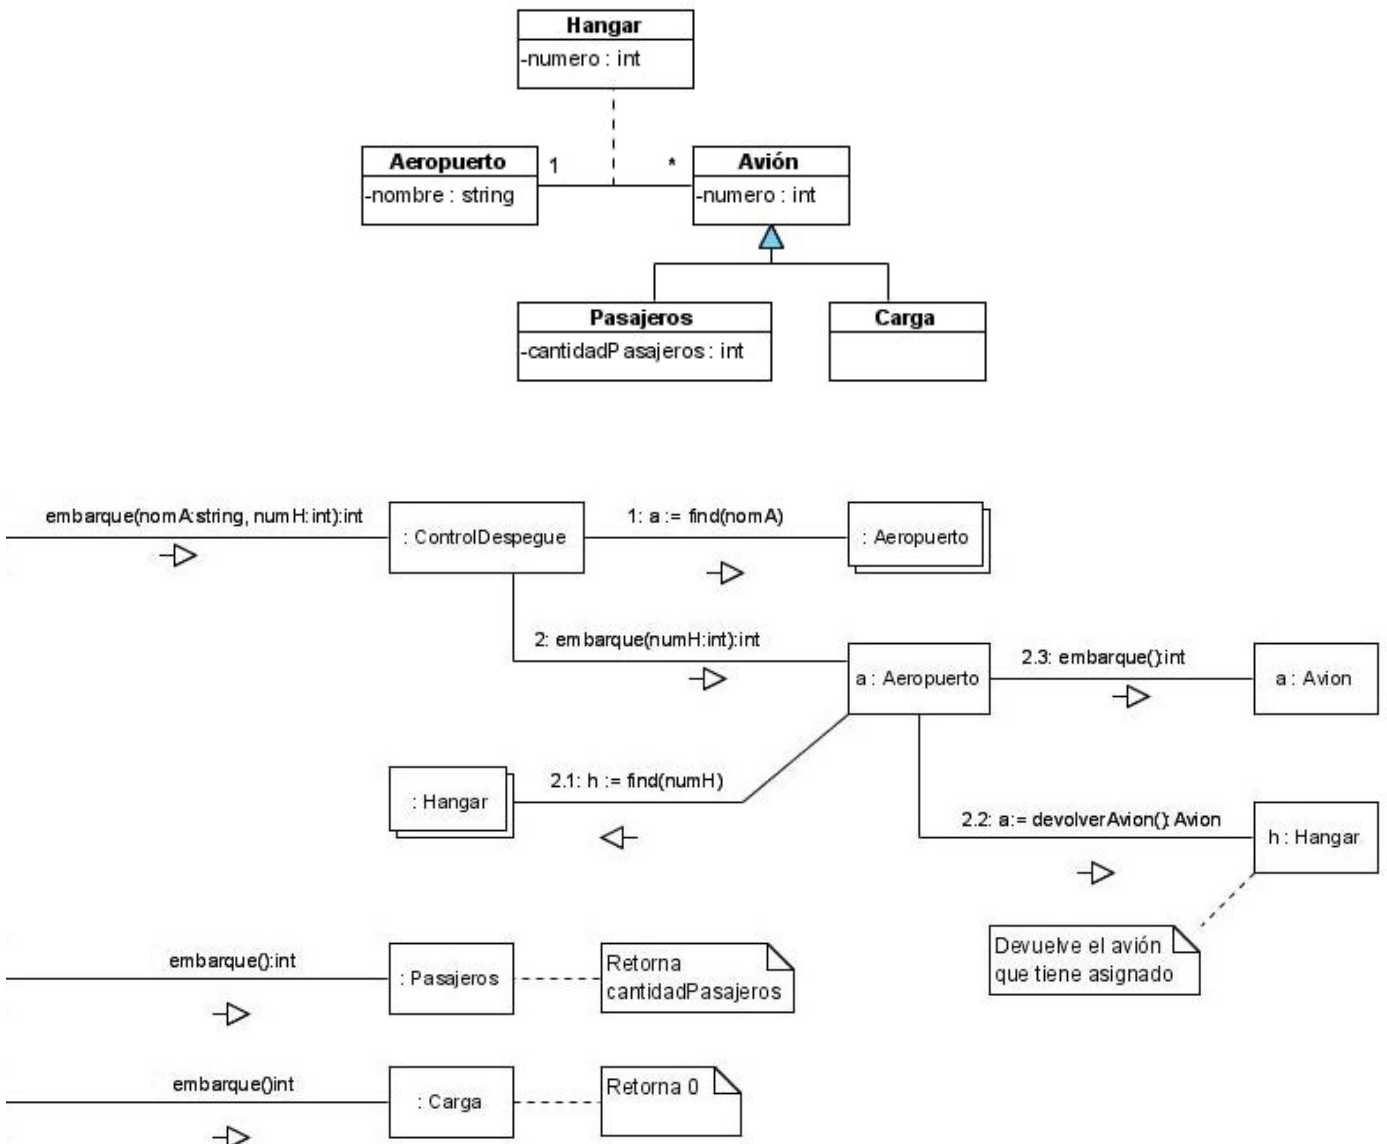 Hangar
-numero : int
Aeropuerto
-nombre : string
1
*
Avión
-numero : int
Pasajeros
-cantidadPasajeros : int
Carga
embarque(nomA:string, numH:int):int
: ControlDespegue
1: a := find(nomA)
: Aeropuerto
2: embarque(numH:int):int
a : Aeropuerto
2.3: embarque():int
a : Avion
: Hangar
2.1: h := find(numH)
2.2: a:= devolverAvion(): Avion
h : Hangar
Devuelve el avión
que tiene asignado
embarque():int
: Pasajeros
Retorna
cantidadPasajeros
embarque()int
: Carga
Retorna 0